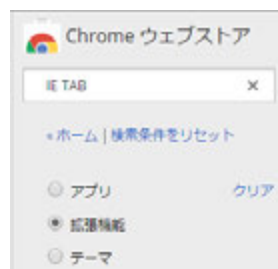 Chrome ウェブストア
IE TAB ×
«ホーム | 検索条件をリセット
アプリ クリア
拡張機能
テーマ